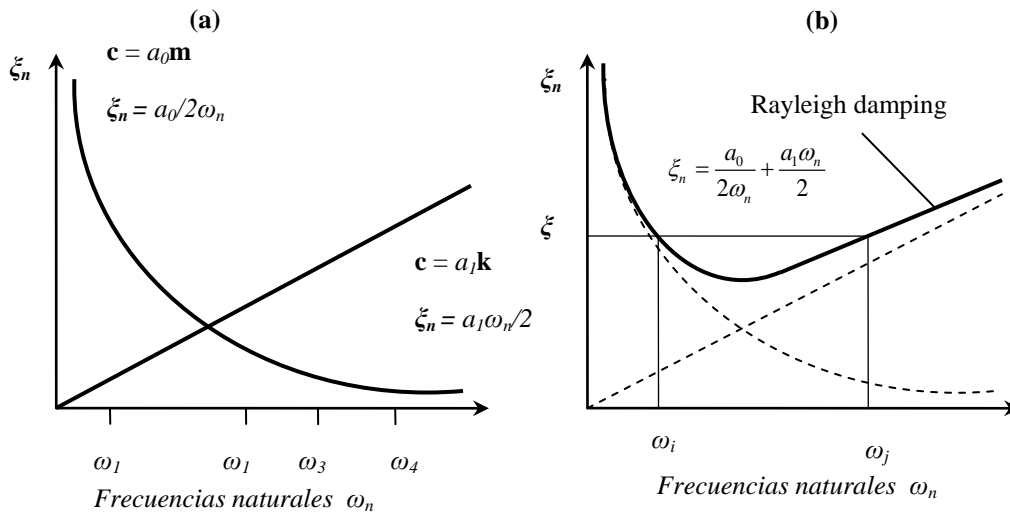 (a)
c = a₀m
ξₙ
ξₙ = a₀/2ωₙ
c = a₁k
ξₙ = a₁ωₙ/2
ω₁ ω₁ ω₃ ω₄
Frecuencias naturales ωₙ
(b)
ξₙ
Rayleigh damping
ξₙ = a₀/2ωₙ + a₁ωₙ/2
ξ
ωᵢ ωⱼ
Frecuencias naturales ωₙ